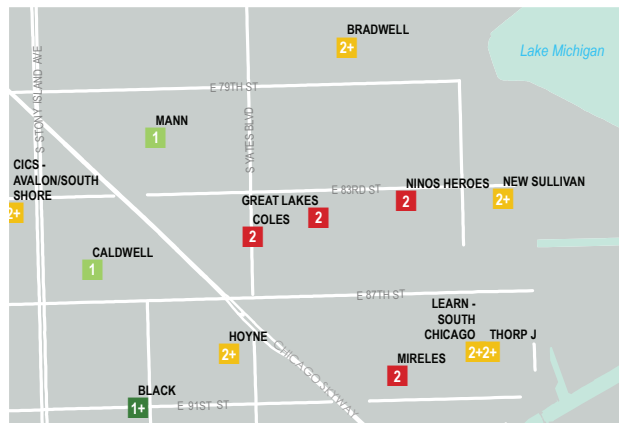 BRADWELL
2+
Lake Michigan
E 79TH ST
S STONY ISLAND AVE
MANN
1
S YATES BLVD
CICS -
AVALON/SOUTH
SHORE
2+
E 83RD ST
NINOS HEROES
2
NEW SULLIVAN
2+
GREAT LAKES
2
COLES
2
CALDWELL
1
E 87TH ST
LEARN -
SOUTH
CHICAGO
2+
THORP J
2+
HOYNE
2+
CHICAGO SKYWAY
MIRELES
2
BLACK
1+
E 91ST ST